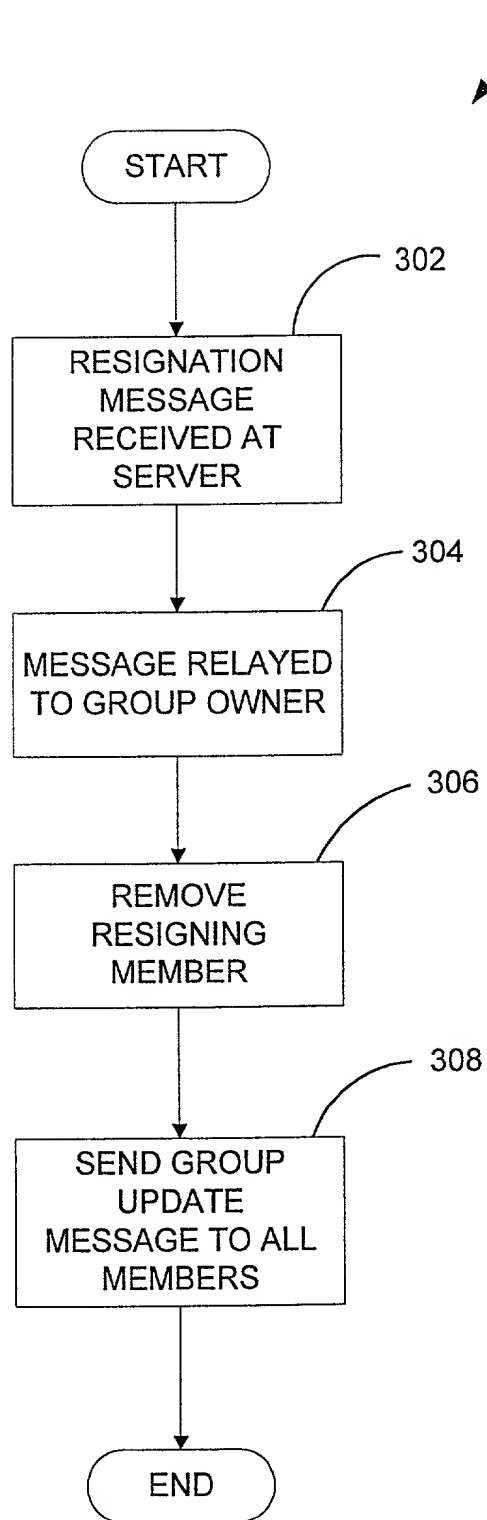 START
302
RESIGNATION
MESSAGE
RECEIVED AT
SERVER
304
MESSAGE RELAYED
TO GROUP OWNER
306
REMOVE
RESIGNING
MEMBER
308
SEND GROUP
UPDATE
MESSAGE TO ALL
MEMBERS
END